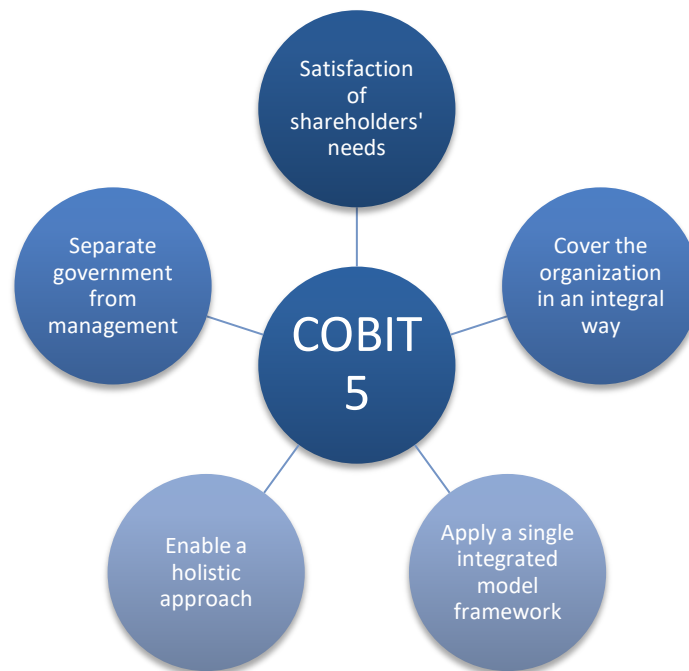 Satisfaction
of
shareholders'
needs
Cover the
organization
in an integral
way
Apply a single
integrated
model
framework
Enable a
holistic
approach
Separate
government
from
management
COBIT
5